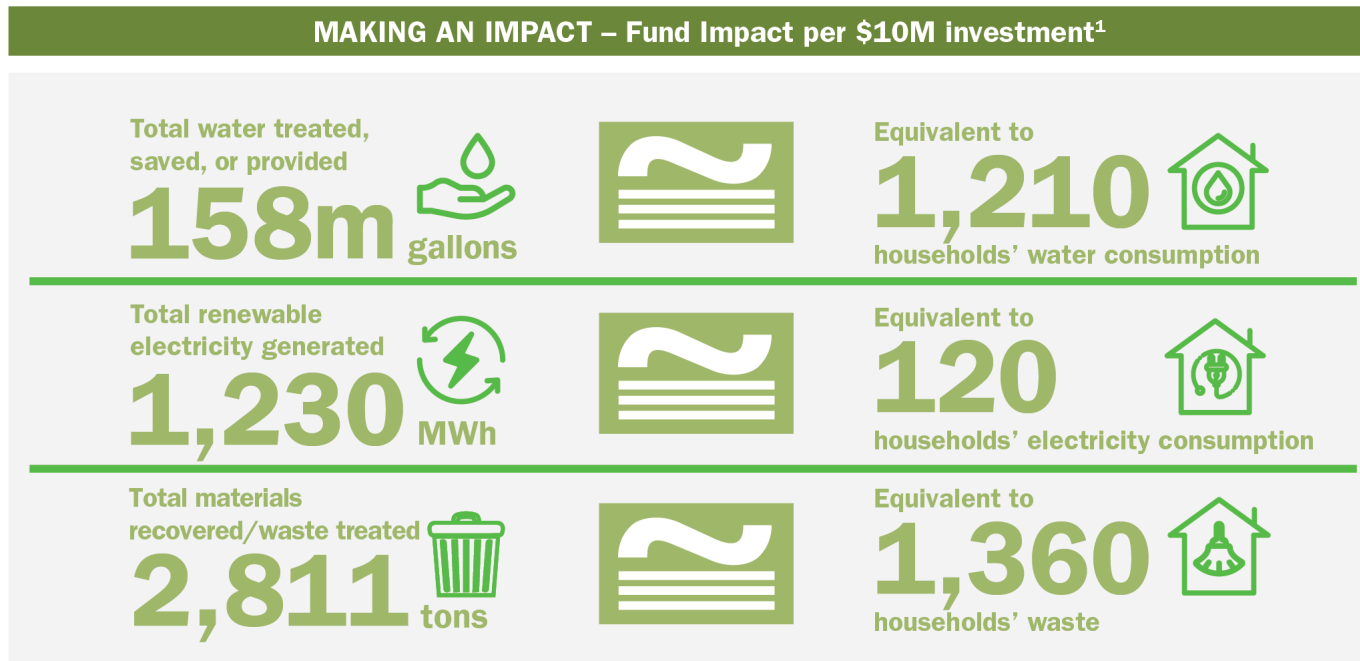 MAKING AN IMPACT – Fund Impact per $10M investment¹
Total water treated,
saved, or provided
158m gallons
Equivalent to
1,210
households’ water consumption
Total renewable
electricity generated
1,230 MWh
Equivalent to
120
households’ electricity consumption
Total materials
recovered/waste treated
2,811 tons
Equivalent to
1,360
households’ waste